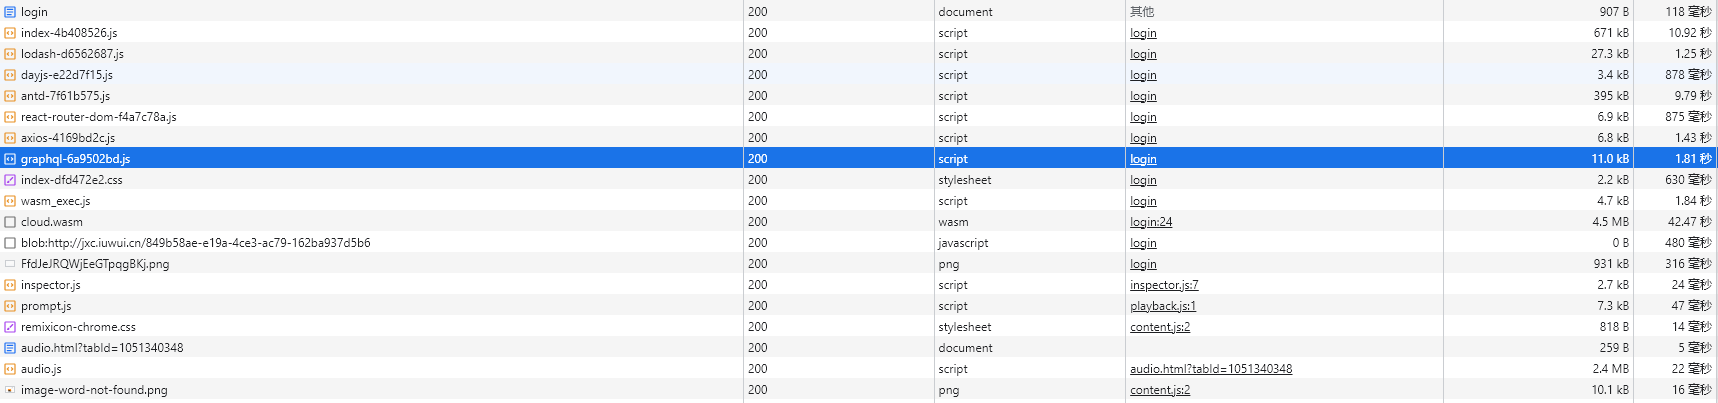 login 200 document 其他 907 B 118 毫秒
index-4b408526.js 200 script login 671 kB 10.92 秒
lodash-d6562687.js 200 script login 27.3 kB 1.25 秒
dayjs-e22d7f15.js 200 script login 3.4 kB 878 毫秒
antd-7f61b575.js 200 script login 395 kB 9.79 秒
react-router-dom-f4a7c78a.js 200 script login 6.9 kB 875 毫秒
axios-4169bd2c.js 200 script login 6.8 kB 1.43 秒
graphql-6a9502bd.js 200 script login 11.0 kB 1.81 秒
index-dfd472e2.css 200 stylesheet login 2.2 kB 630 毫秒
wasm_exec.js 200 script login 4.7 kB 1.84 秒
cloud.wasm 200 wasm login:24 4.5 MB 42.47 秒
blob:http://jxc.iuwui.cn/849b58ae-e19a-4ce3-ac79-162ba937d5b6 200 javascript login 0 B 480 毫秒
FfdJeJRQWjEeGTpqgBKj.png 200 png login 931 kB 316 毫秒
inspector.js 200 script inspector.js:7 2.7 kB 24 毫秒
prompt.js 200 script playback.js:1 7.3 kB 47 毫秒
remixicon-chrome.css 200 stylesheet content.js:2 818 B 14 毫秒
audio.html?tabId=1051340348 200 document 259 B 5 毫秒
audio.js 200 script audio.html?tabId=1051340348 2.4 MB 22 毫秒
image-word-not-found.png 200 png content.js:2 10.1 kB 16 毫秒